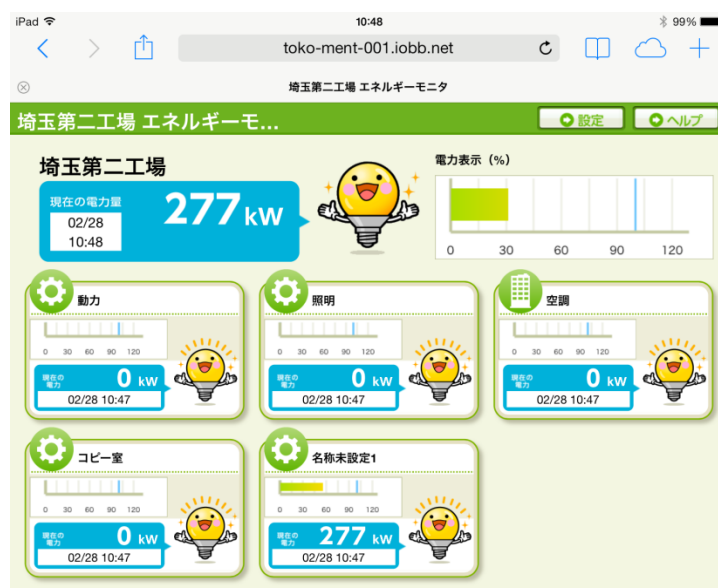 iPad 10:48 99%
toko-ment-001.iobb.net
埼玉第二工場 エネルギーモニタ
埼玉第二工場 エネルギーモ... 設定 ヘルプ
埼玉第二工場
現在の電力量
277 kW
02/28
10:48
電力表示（%）
0 30 60 90 120
動力
0 30 60 90 120
現在の電力 0 kW
02/28 10:47
照明
0 30 60 90 120
現在の電力 0 kW
02/28 10:47
空調
0 30 60 90 120
現在の電力 0 kW
02/28 10:47
コピー室
0 30 60 90 120
現在の電力 0 kW
02/28 10:47
名称未設定1
0 30 60 90 120
現在の電力 277 kW
02/28 10:47